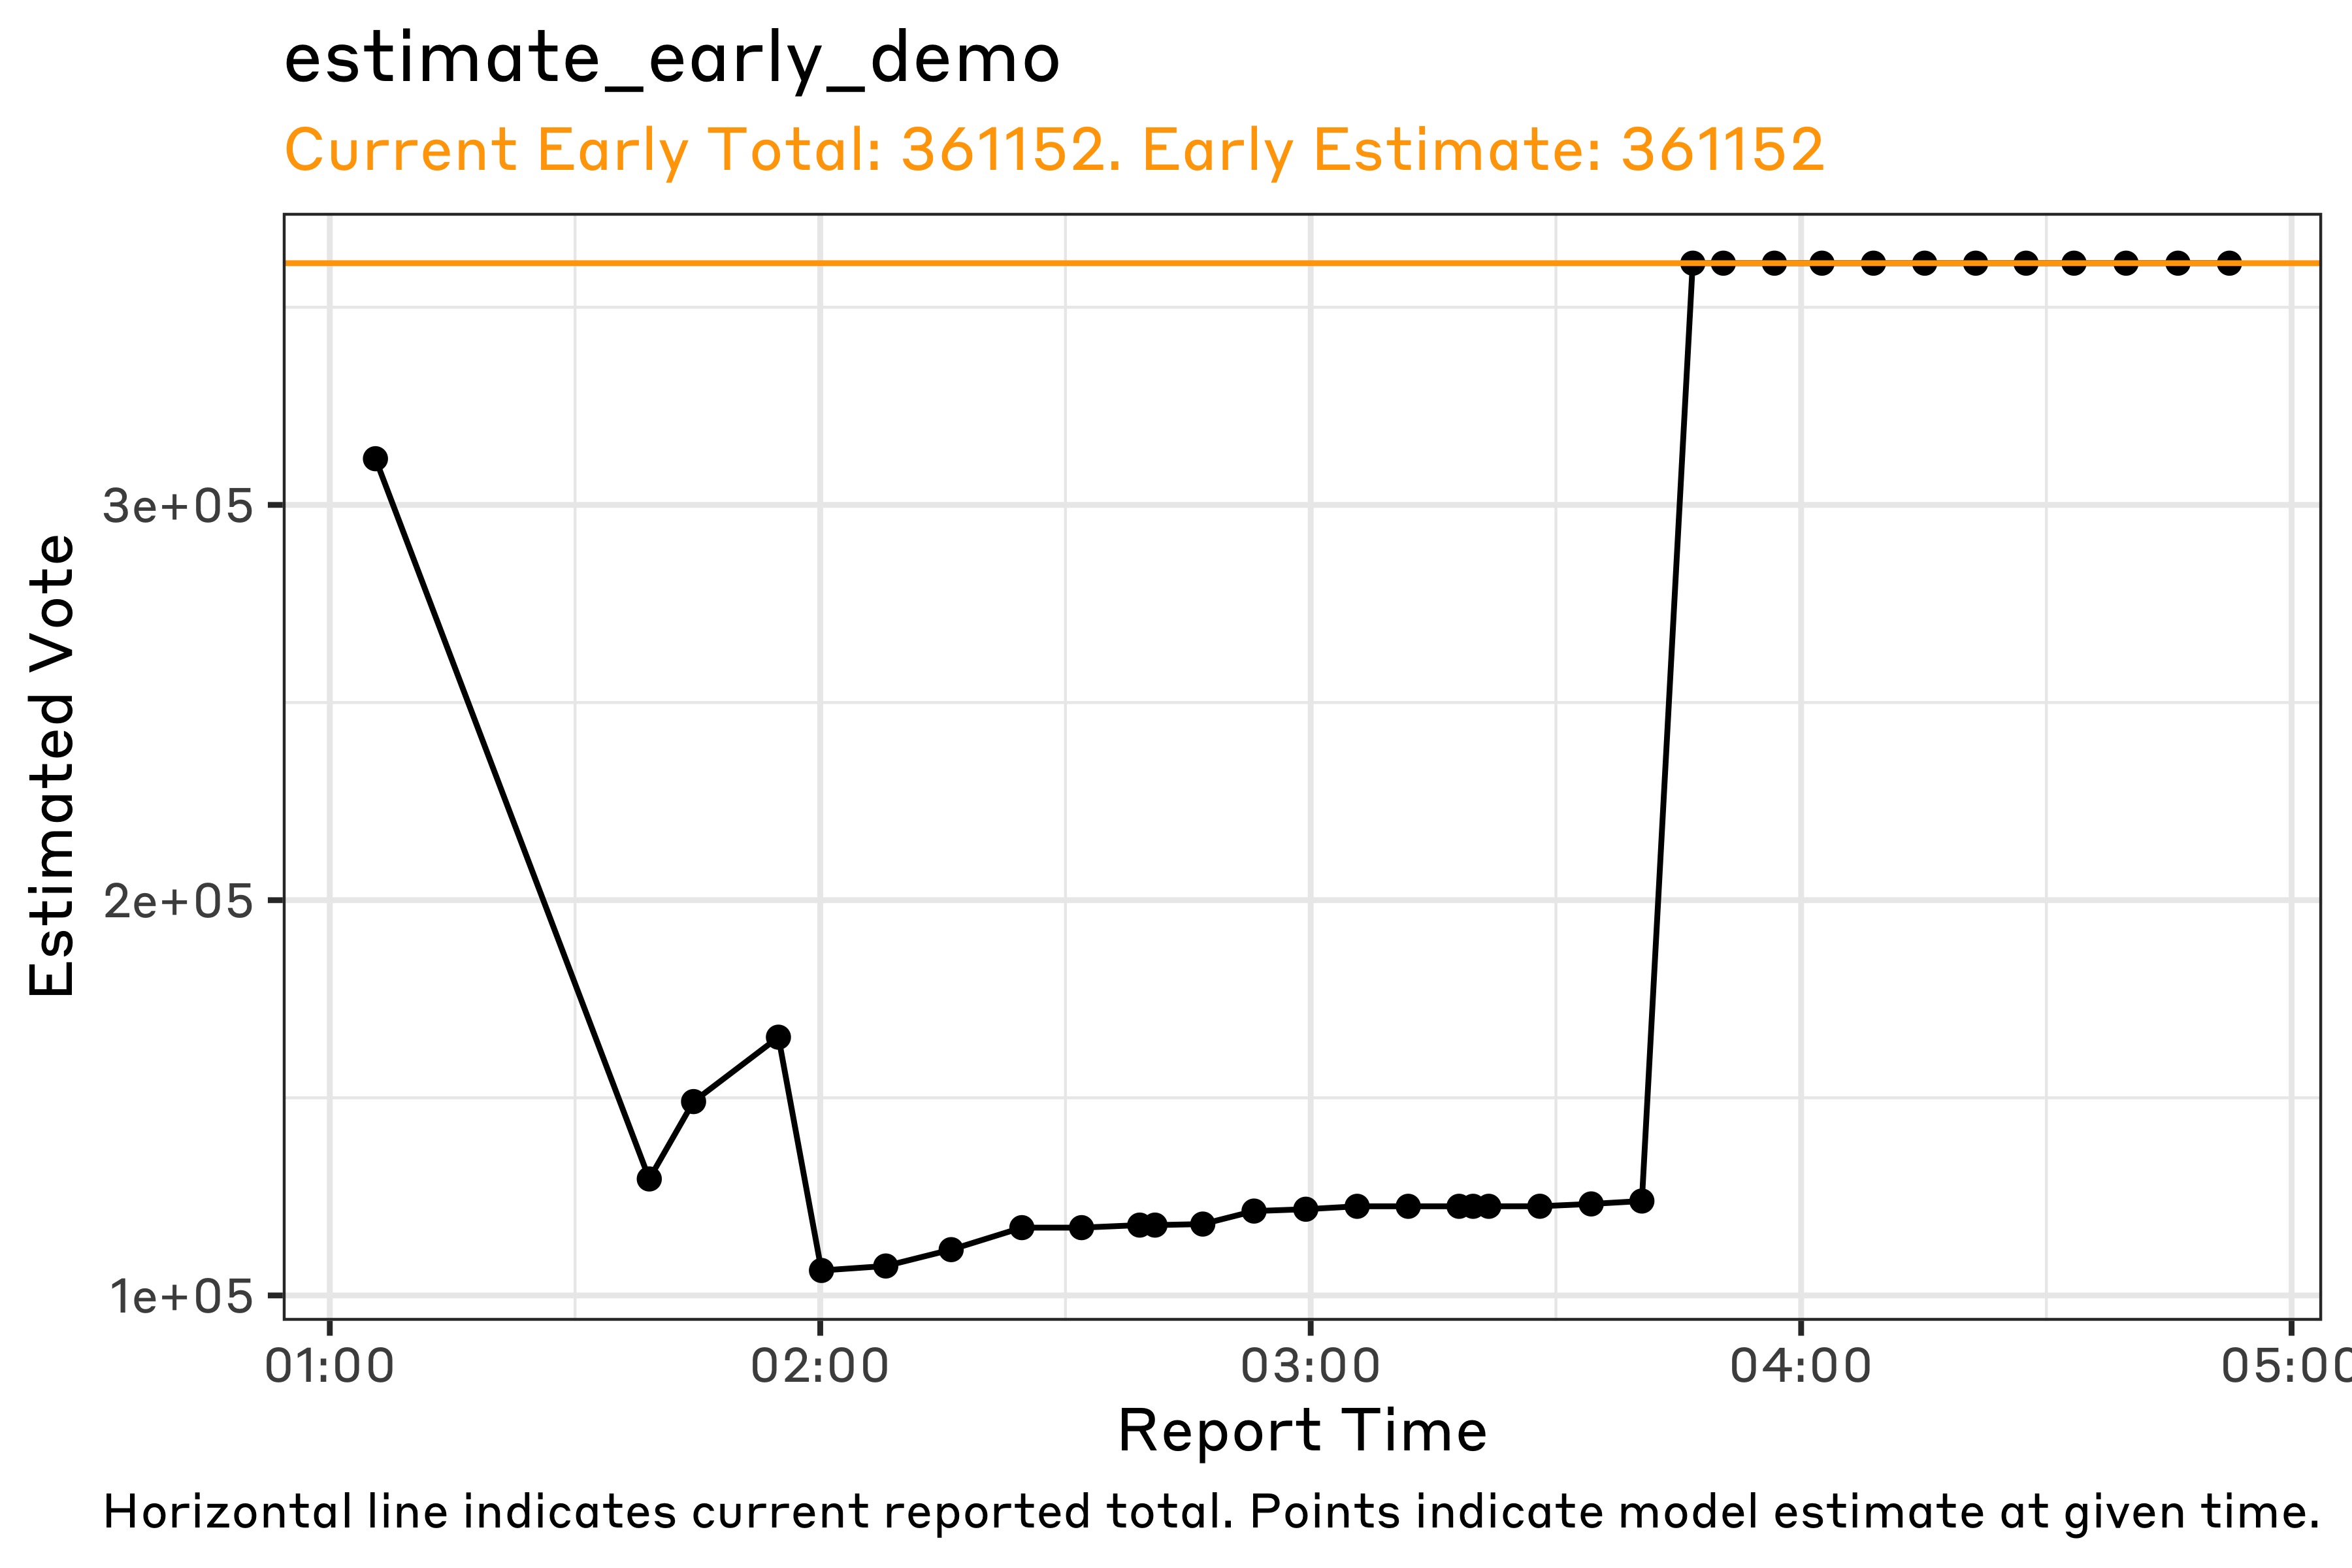 estimate_early_demo
Current Early Total: 361152. Early Estimate: 361152
Estimated Vote
3e+05
2e+05
1e+05
01:00 02:00 03:00 04:00 05:00
Report Time
Horizontal line indicates current reported total. Points indicate model estimate at given time.